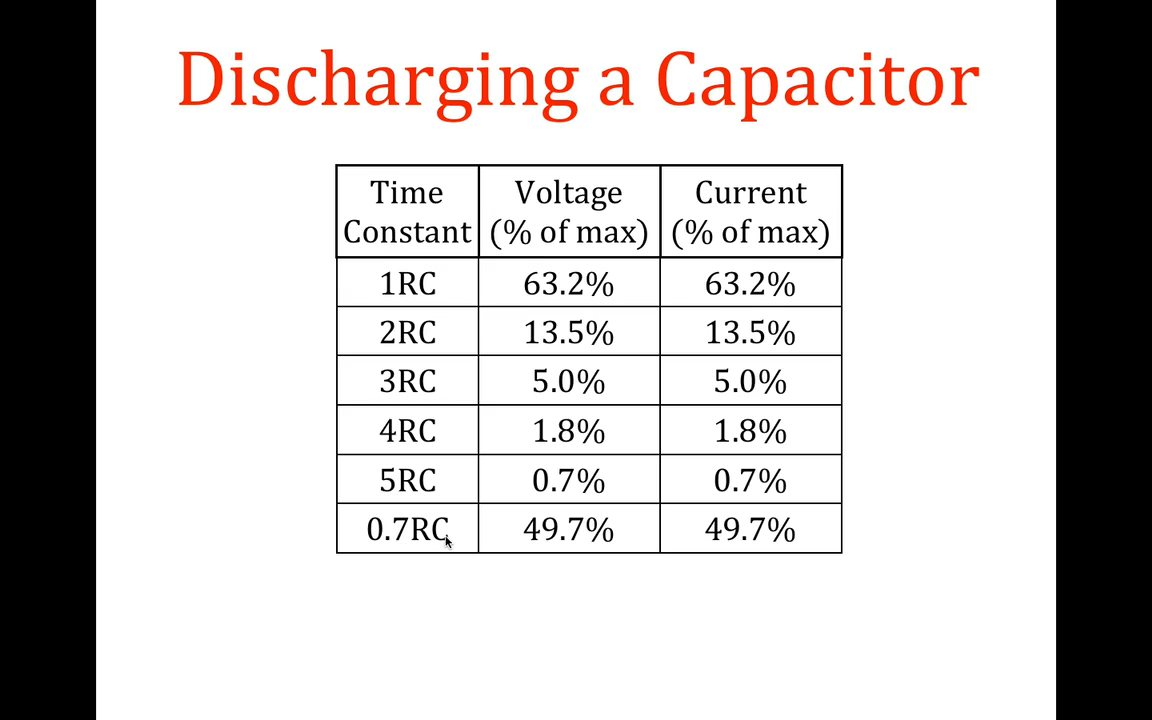 Discharging a Capacitor
Time Constant Voltage (% of max) Current (% of max)
1RC 63.2% 63.2%
2RC 13.5% 13.5%
3RC 5.0% 5.0%
4RC 1.8% 1.8%
5RC 0.7% 0.7%
0.7RC 49.7% 49.7%